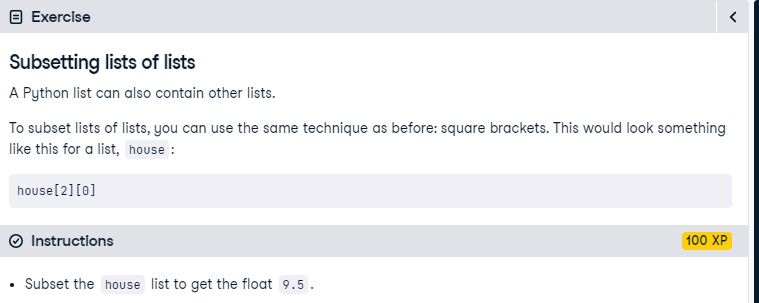 Exercise
Subsetting lists of lists
A Python list can also contain other lists.
To subset lists of lists, you can use the same technique as before: square brackets. This would look something
like this for a list, house :
house[2][0]
Instructions
100 XP
• Subset the house list to get the float 9.5 .